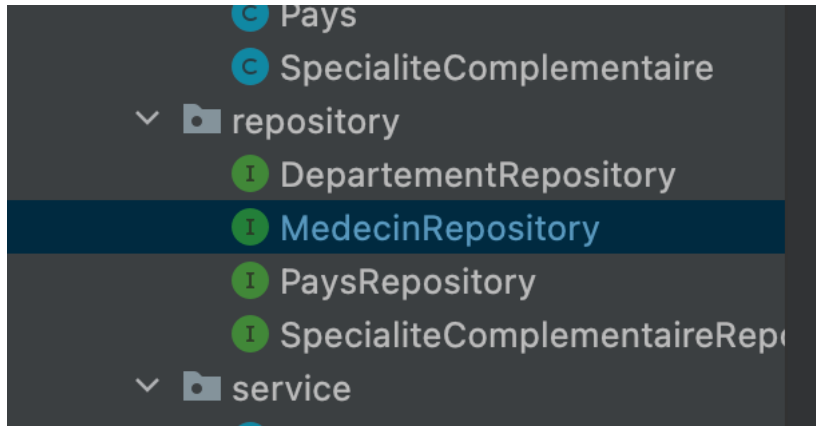 C Pays
C SpecialiteComplementaire
repository
I DepartementRepository
I MedecinRepository
I PaysRepository
I SpecialiteComplementaireRep
service